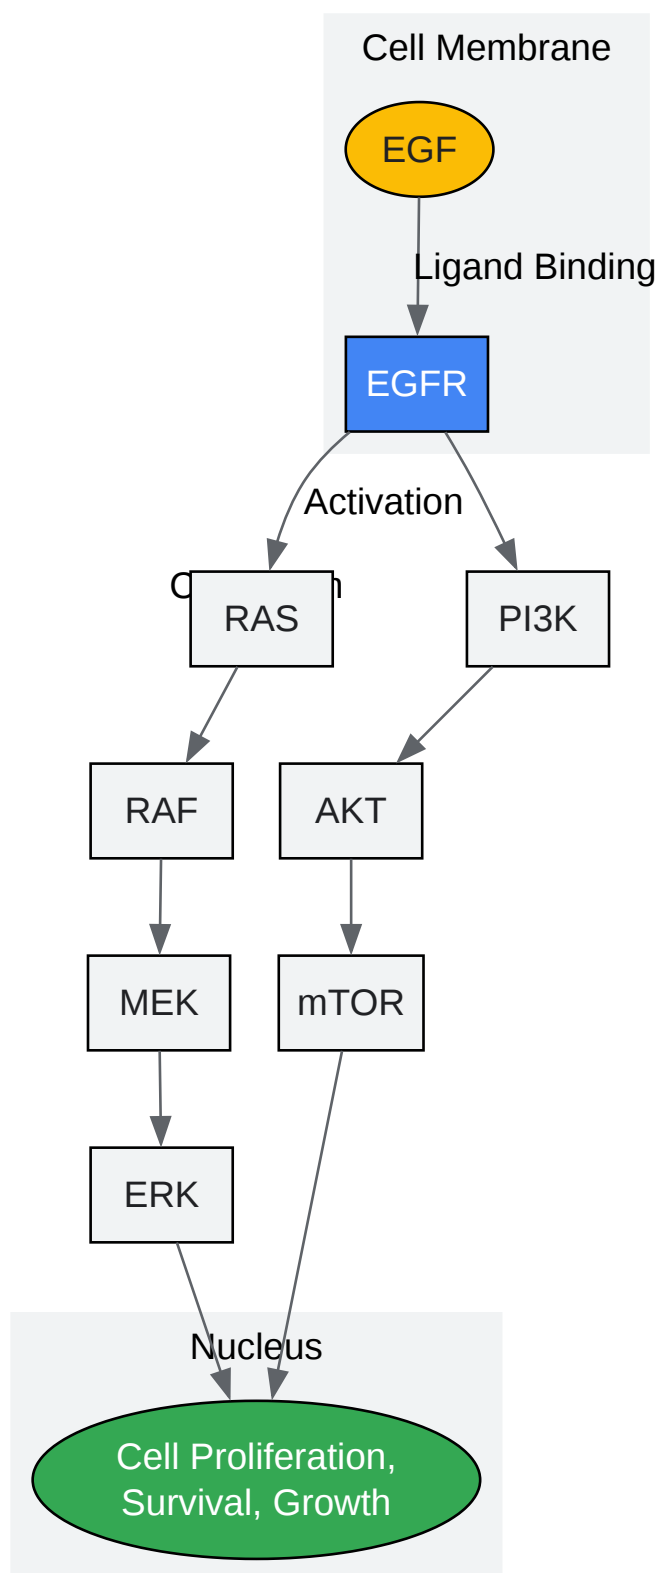 Cell Membrane
EGF
Ligand Binding
EGFR
Activation
RAS
PI3K
RAF
AKT
MEK
mTOR
ERK
Nucleus
Cell Proliferation,
Survival, Growth